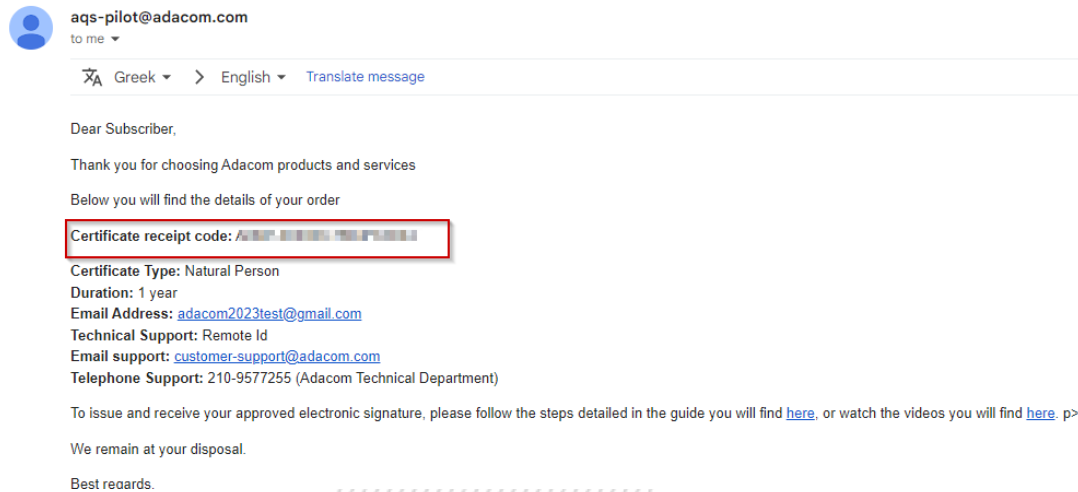 aqs-pilot@adacom.com
to me
Greek > English Translate message
Dear Subscriber,
Thank you for choosing Adacom products and services
Below you will find the details of your order
Certificate receipt code:
Certificate Type: Natural Person
Duration: 1 year
Email Address: adacom2023test@gmail.com
Technical Support: Remote Id
Email support: customer-support@adacom.com
Telephone Support: 210-9577255 (Adacom Technical Department)
To issue and receive your approved electronic signature, please follow the steps detailed in the guide you will find here, or watch the videos you will find here. p>
We remain at your disposal.
Best regards.